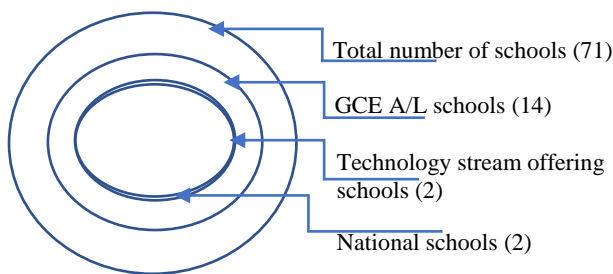 Total number of schools (71)
GCE A/L schools (14)
Technology stream offering
schools (2)
National schools (2)